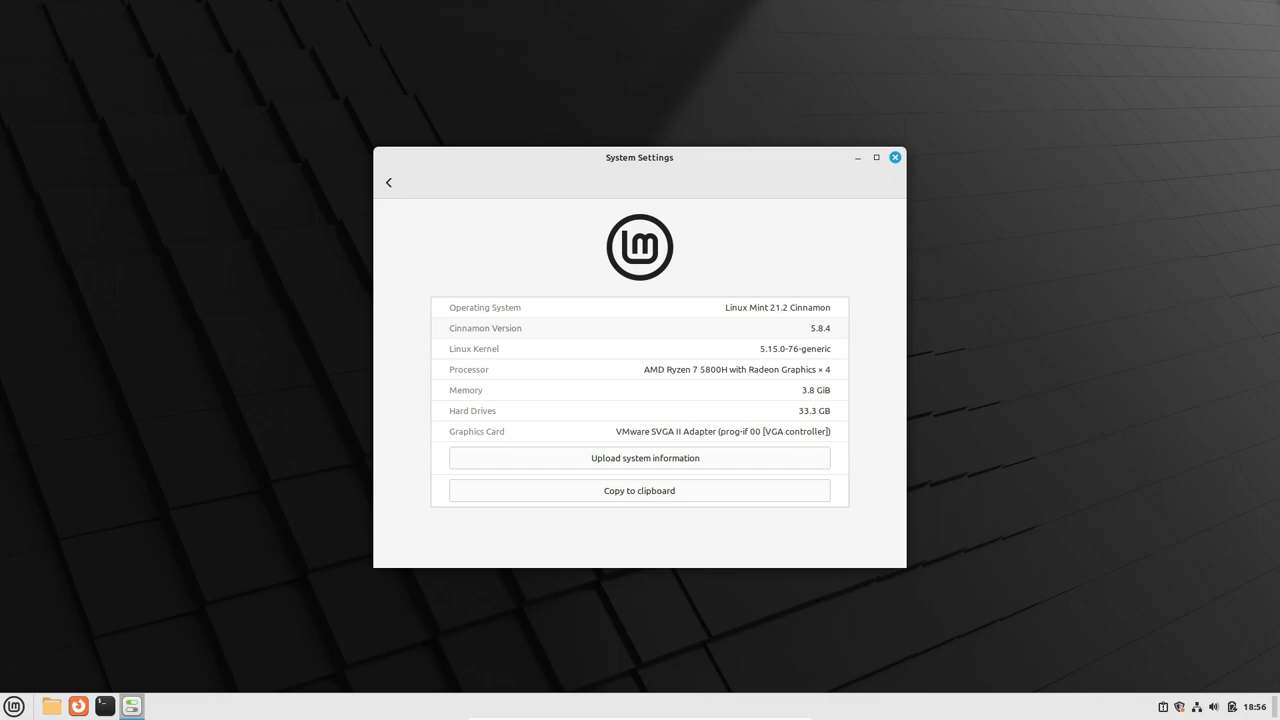 System Settings
Operating System Linux Mint 21.2 Cinnamon
Cinnamon Version 5.8.4
Linux Kernel 5.15.0-76-generic
Processor AMD Ryzen 7 5800H with Radeon Graphics × 4
Memory 3.8 GiB
Hard Drives 33.3 GB
Graphics Card VMware SVGA II Adapter (prog-if 00 [VGA controller])
Upload system information
Copy to clipboard
18:56